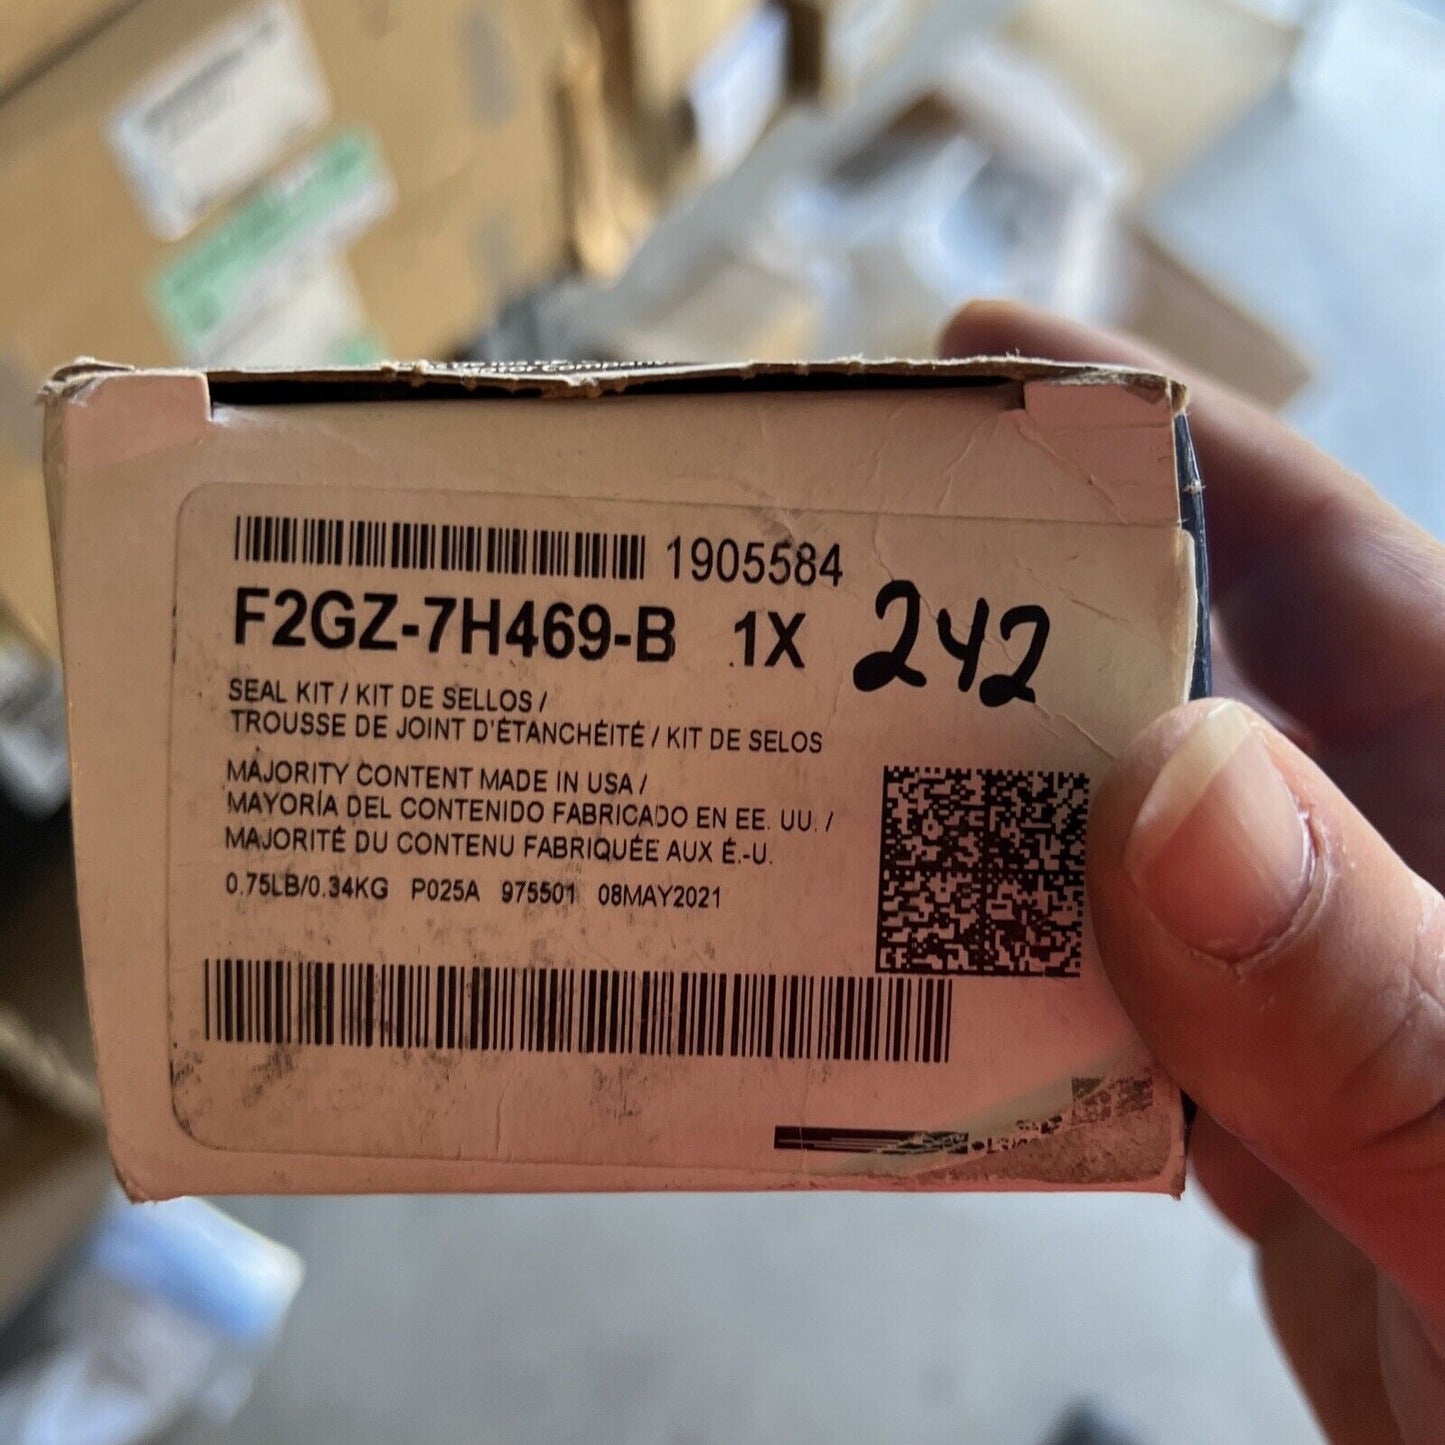 Motor Company
1905584
F2GZ-7H469-B 1X 242
SEAL KIT / KIT DE SELLOS /
TROUSSE DE JOINT D'ÉTANCHÉITÉ / KIT DE SELOS
MAJORITY CONTENT MADE IN USA /
MAYORÍA DEL CONTENIDO FABRICADO EN EE. UU. /
MAJORITÉ DU CONTENU FABRIQUÉE AUX É.-U.
0.75LB/0.34KG P025A 975501 08MAY2021